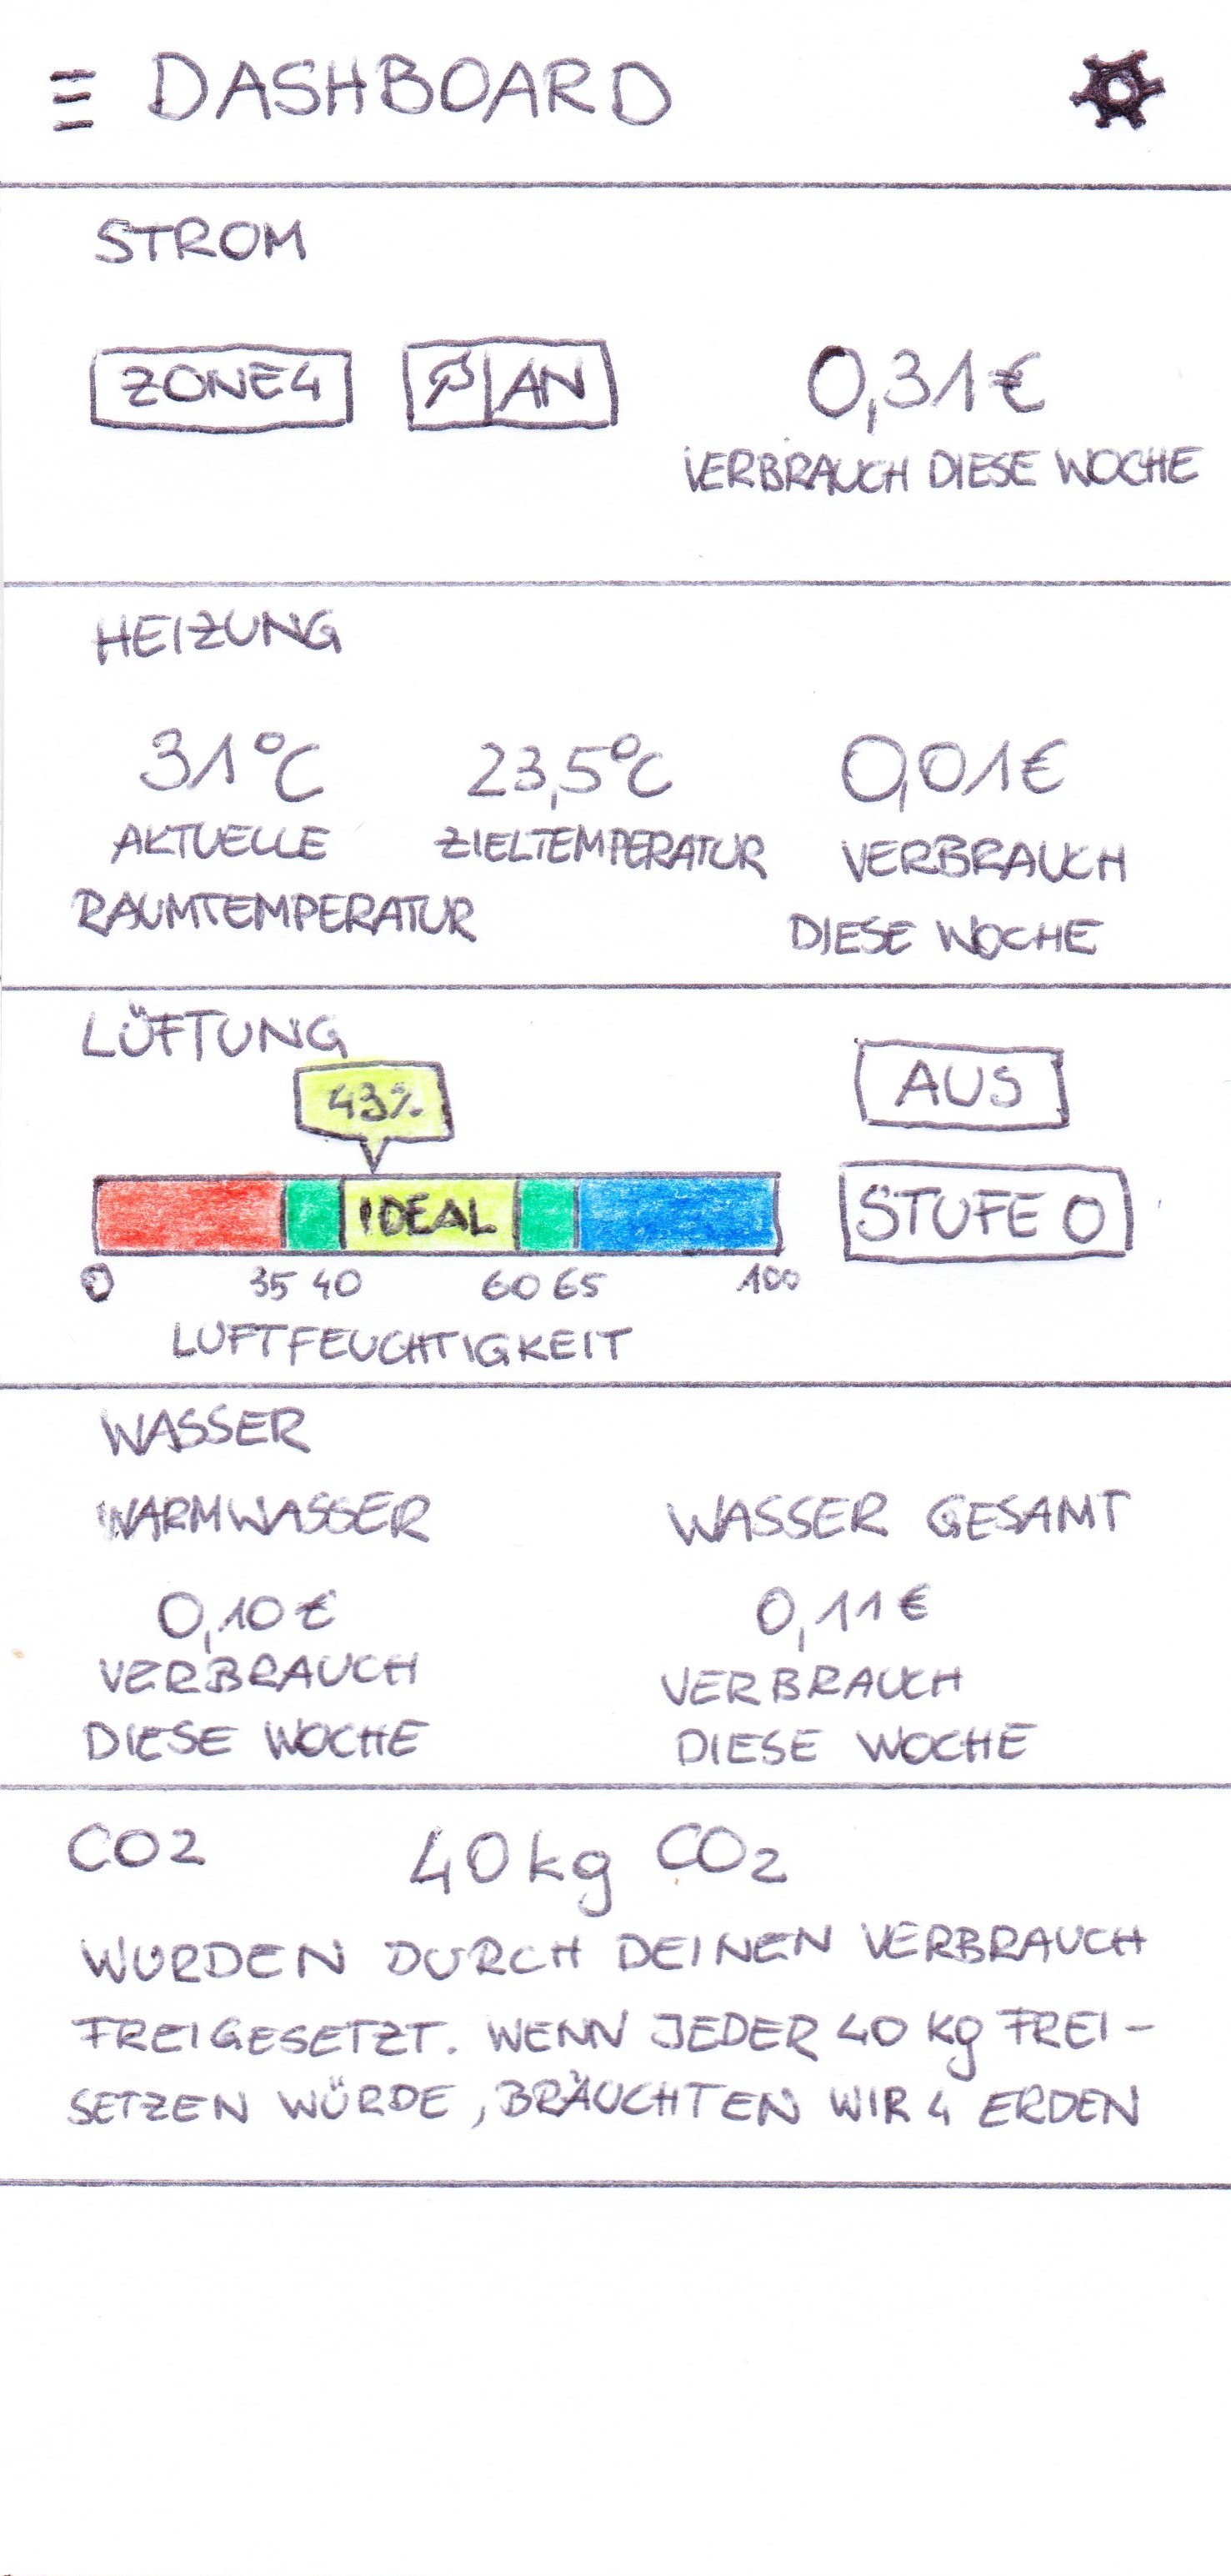 DASHBOARD
STROM
ZONE4 AN 0,31€
VERBRAUCH DIESE WOCHE
HEIZUNG
31°C 23,5°C 0,01€
AKTUELLE ZIELTEMPERATUR VERBRAUCH
RAUMTEMPERATUR DIESE WOCHE
LÜFTUNG
43% AUS
IDEAL STUFE 0
0 35 40 60 65 100
LUFTFEUCHTIGKEIT
WASSER
WARMWASSER WASSER GESAMT
0,10€ 0,11€
VERBRAUCH VERBRAUCH
DIESE WOCHE DIESE WOCHE
CO2 40kg CO₂
WURDEN DURCH DEINEN VERBRAUCH
FREIGESETZT. WENN JEDER 40 kg FREI-
SETZEN WÜRDE, BRÄUCHTEN WIR 4 ERDEN